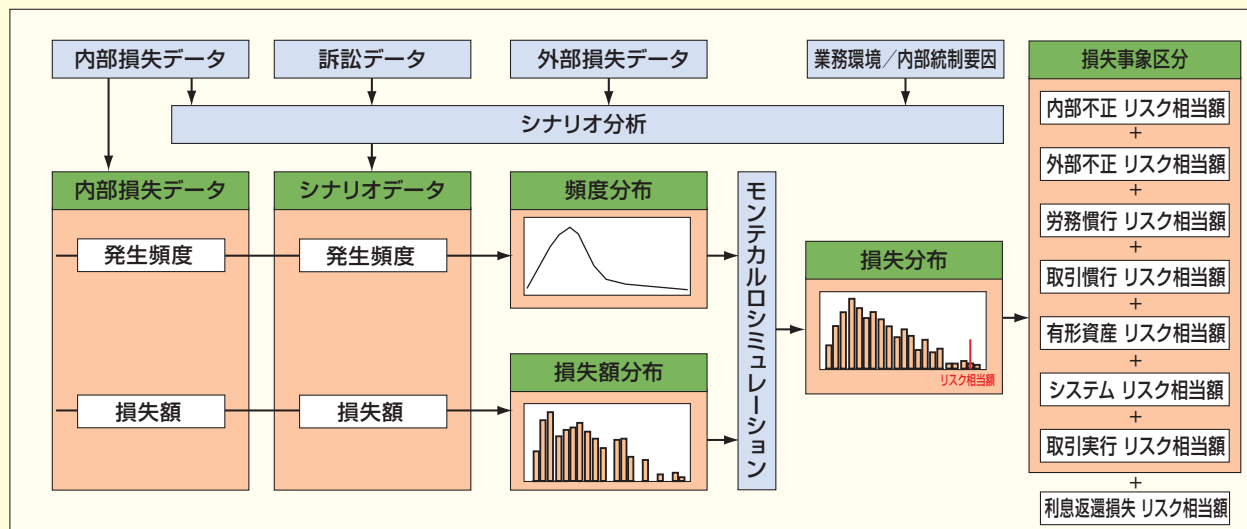 内部損失データ
訴訟データ
外部損失データ
業務環境／内部統制要因
シナリオ分析
内部損失データ
発生頻度
損失額
シナリオデータ
発生頻度
損失額
頻度分布
損失額分布
モンテカルロシミュレーション
損失分布
リスク相当額
損失事象区分
内部不正 リスク相当額
+
外部不正 リスク相当額
+
労務慣行 リスク相当額
+
取引慣行 リスク相当額
+
有形資産 リスク相当額
+
システム リスク相当額
+
取引実行 リスク相当額
+
利息返還損失 リスク相当額